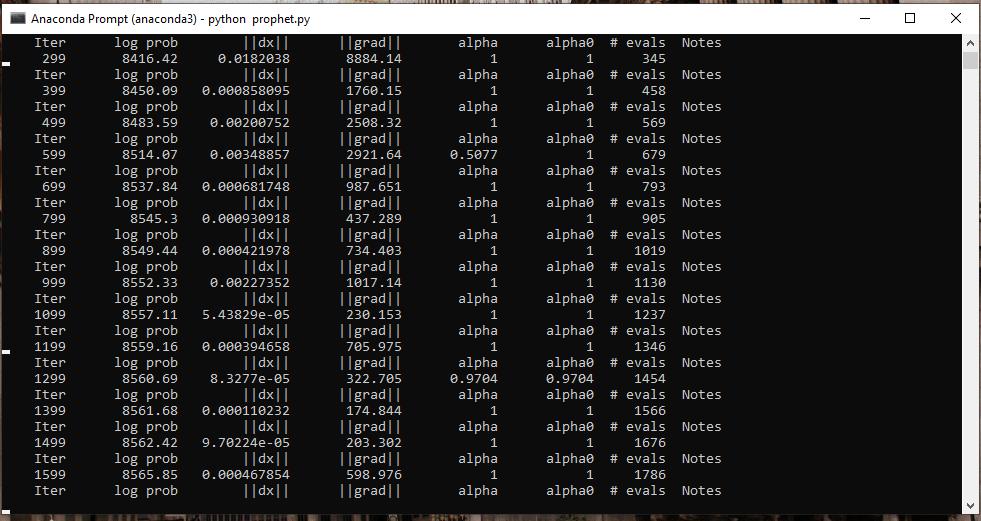 Anaconda Prompt (anaconda3) - python  prophet.py
Iter log prob ||dx|| ||grad|| alpha alpha0 # evals Notes
299 8416.42 0.0182038 8884.14 1 1 345
Iter log prob ||dx|| ||grad|| alpha alpha0 # evals Notes
399 8450.09 0.000858095 1760.15 1 1 458
Iter log prob ||dx|| ||grad|| alpha alpha0 # evals Notes
499 8483.59 0.00200752 2508.32 1 1 569
Iter log prob ||dx|| ||grad|| alpha alpha0 # evals Notes
599 8514.07 0.00348857 2921.64 0.5077 1 679
Iter log prob ||dx|| ||grad|| alpha alpha0 # evals Notes
699 8537.84 0.000681748 987.651 1 1 793
Iter log prob ||dx|| ||grad|| alpha alpha0 # evals Notes
799 8545.3 0.000930918 437.289 1 1 905
Iter log prob ||dx|| ||grad|| alpha alpha0 # evals Notes
899 8549.44 0.000421978 734.403 1 1 1019
Iter log prob ||dx|| ||grad|| alpha alpha0 # evals Notes
999 8552.33 0.00227352 1017.14 1 1 1130
Iter log prob ||dx|| ||grad|| alpha alpha0 # evals Notes
1099 8557.11 5.43829e-05 230.153 1 1 1237
Iter log prob ||dx|| ||grad|| alpha alpha0 # evals Notes
1199 8559.16 0.000394658 705.975 1 1 1346
Iter log prob ||dx|| ||grad|| alpha alpha0 # evals Notes
1299 8560.69 8.3277e-05 322.705 0.9704 0.9704 1454
Iter log prob ||dx|| ||grad|| alpha alpha0 # evals Notes
1399 8561.68 0.000110232 174.844 1 1 1566
Iter log prob ||dx|| ||grad|| alpha alpha0 # evals Notes
1499 8562.42 9.70224e-05 203.302 1 1 1676
Iter log prob ||dx|| ||grad|| alpha alpha0 # evals Notes
1599 8565.85 0.000467854 598.976 1 1 1786
Iter log prob ||dx|| ||grad|| alpha alpha0 # evals Notes